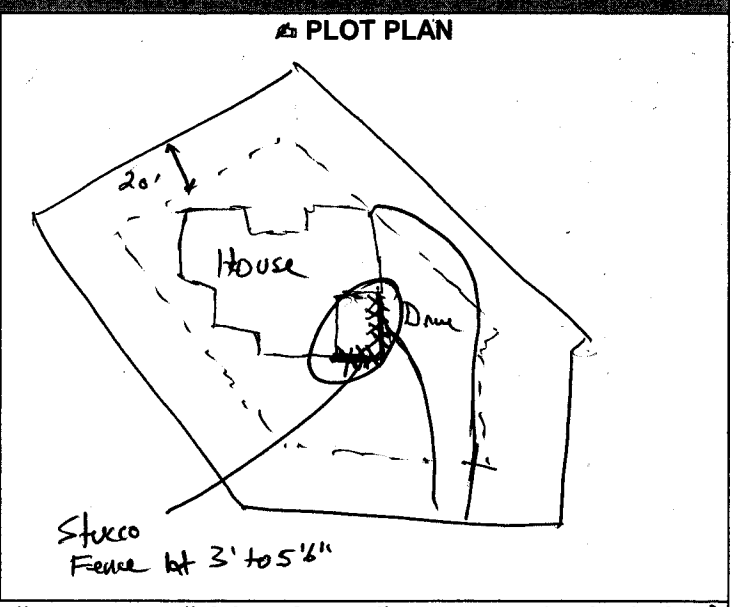 ✍ PLOT PLAN
20'
House
Drive
Stucco
Fence ht 3' to 5'6"